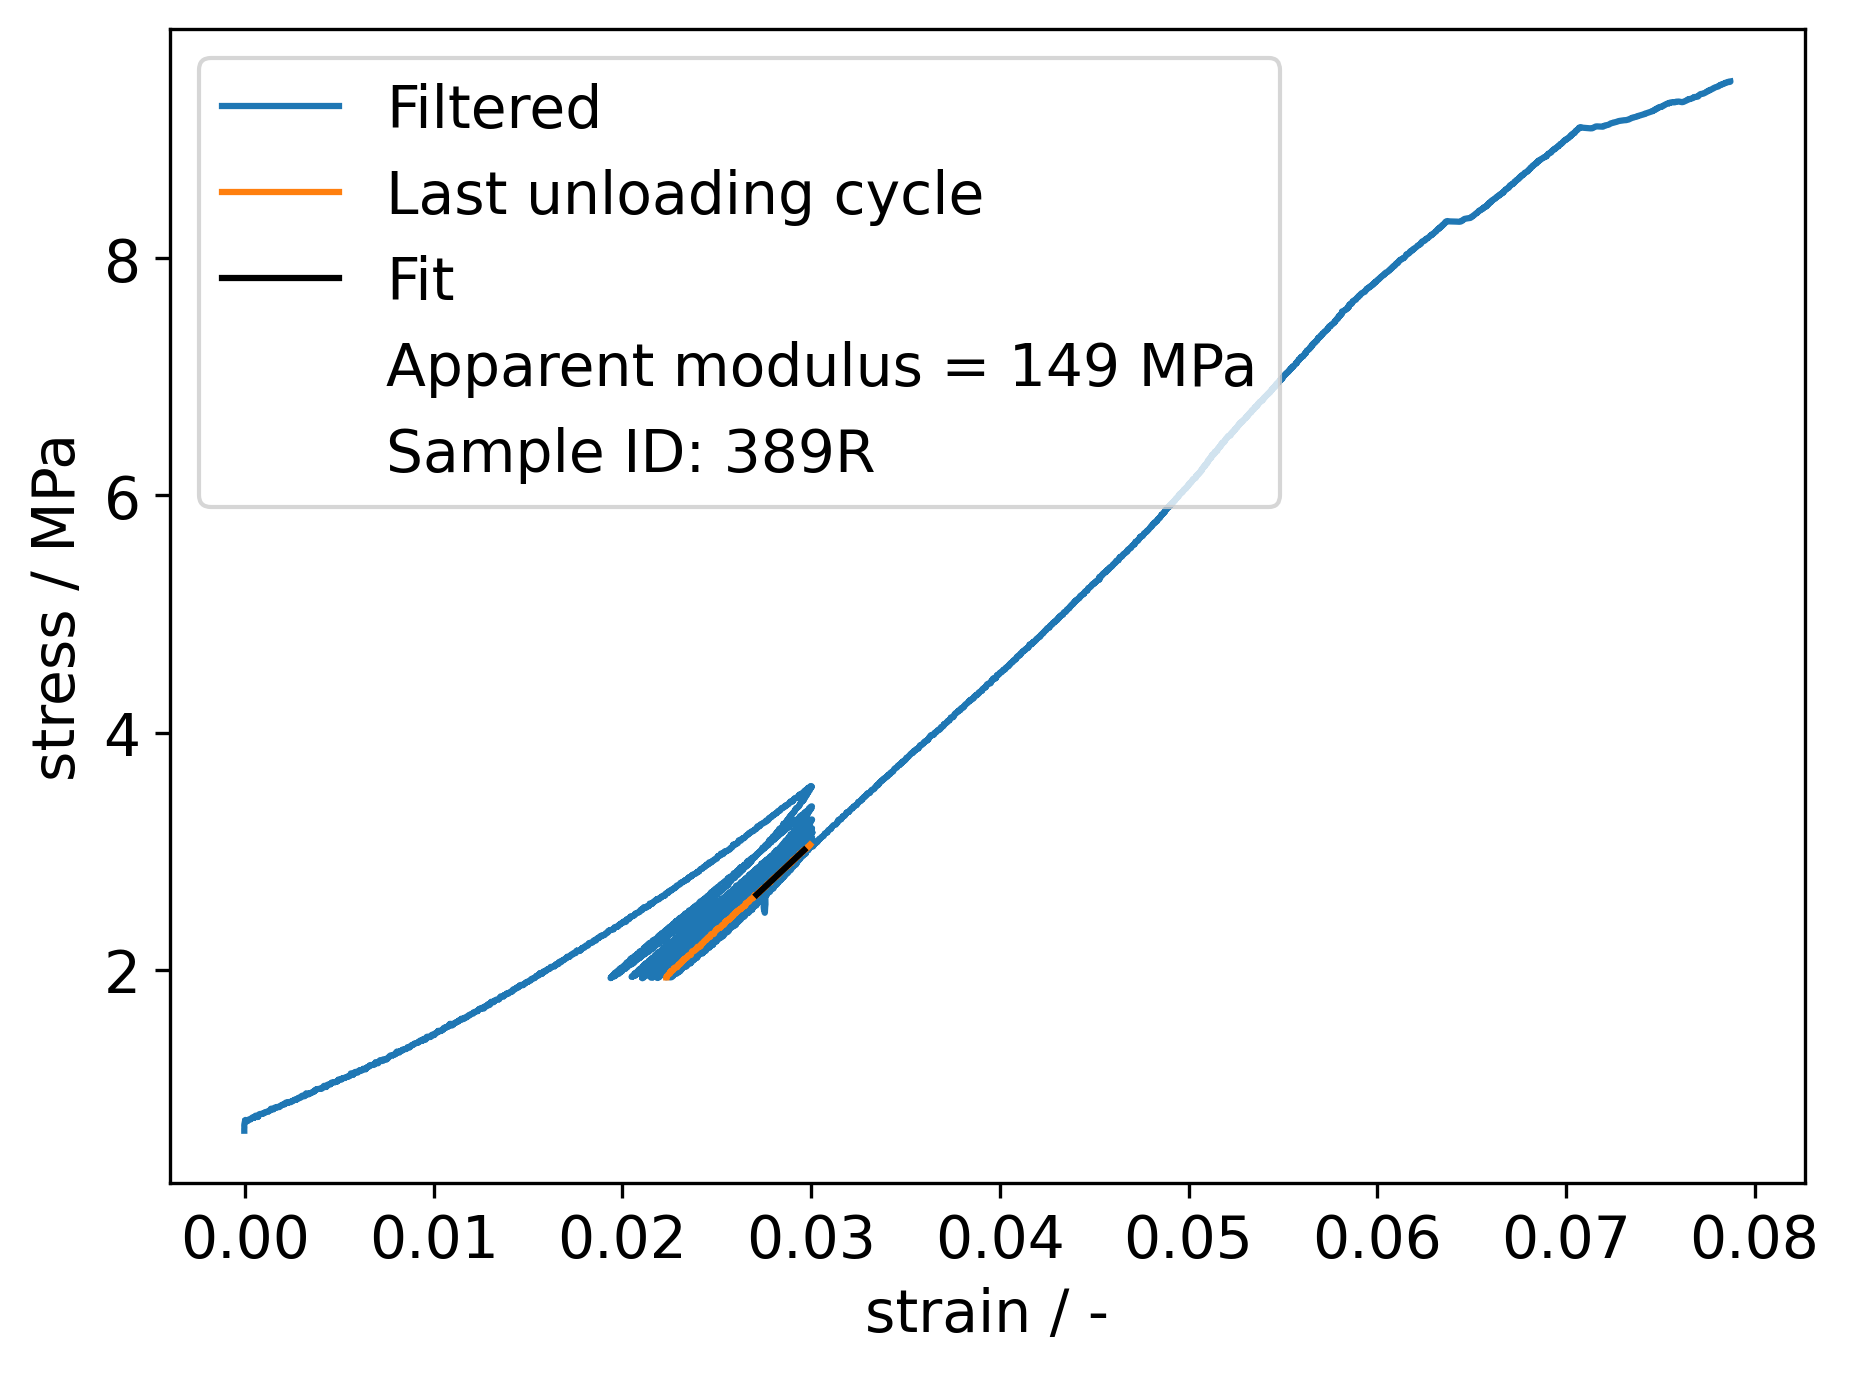 Filtered
Last unloading cycle
Fit
Apparent modulus = 149 MPa
Sample ID: 389R
stress / MPa
8
6
4
2
0.00 0.01 0.02 0.03 0.04 0.05 0.06 0.07 0.08
strain / -